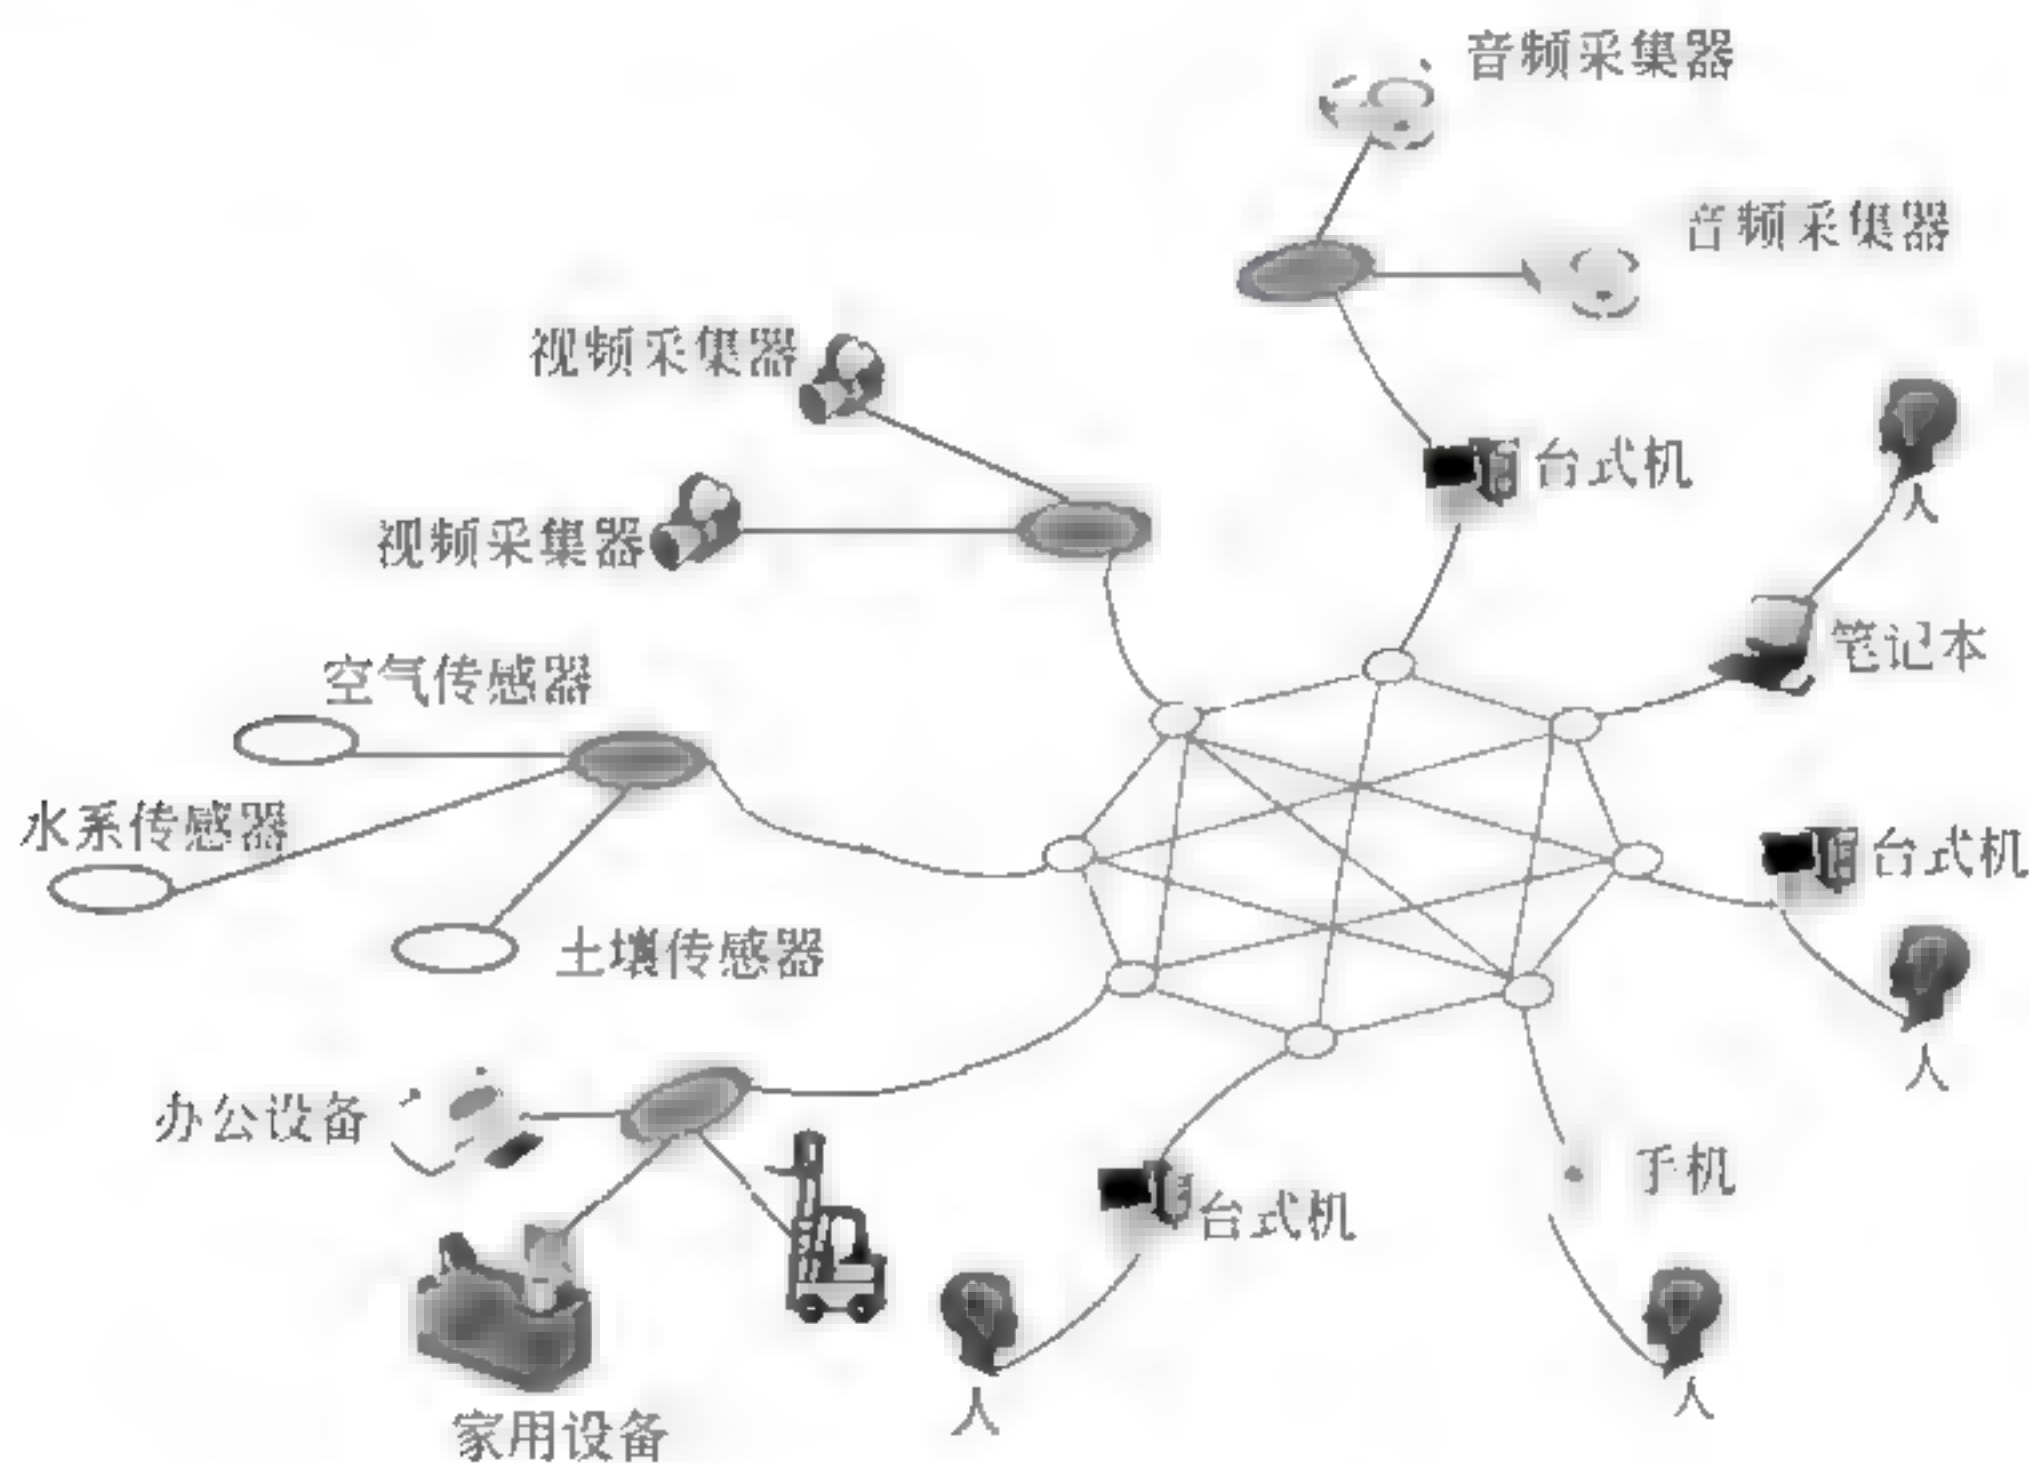 音频采集器
音频采集器
视频采集器
台式机
人
视频采集器
笔记本
空气传感器
水系传感器
台式机
土壤传感器
人
办公设备
手机
台式机
人
人
家用设备